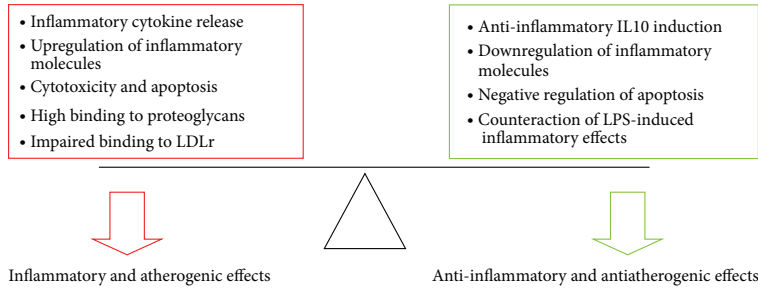 • Inflammatory cytokine release
• Upregulation of inflammatory
molecules
• Cytotoxicity and apoptosis
• High binding to proteoglycans
• Impaired binding to LDLr
• Anti-inflammatory IL10 induction
• Downregulation of inflammatory
molecules
• Negative regulation of apoptosis
• Counteraction of LPS-induced
inflammatory effects
Inflammatory and atherogenic effects
Anti-inflammatory and antiatherogenic effects